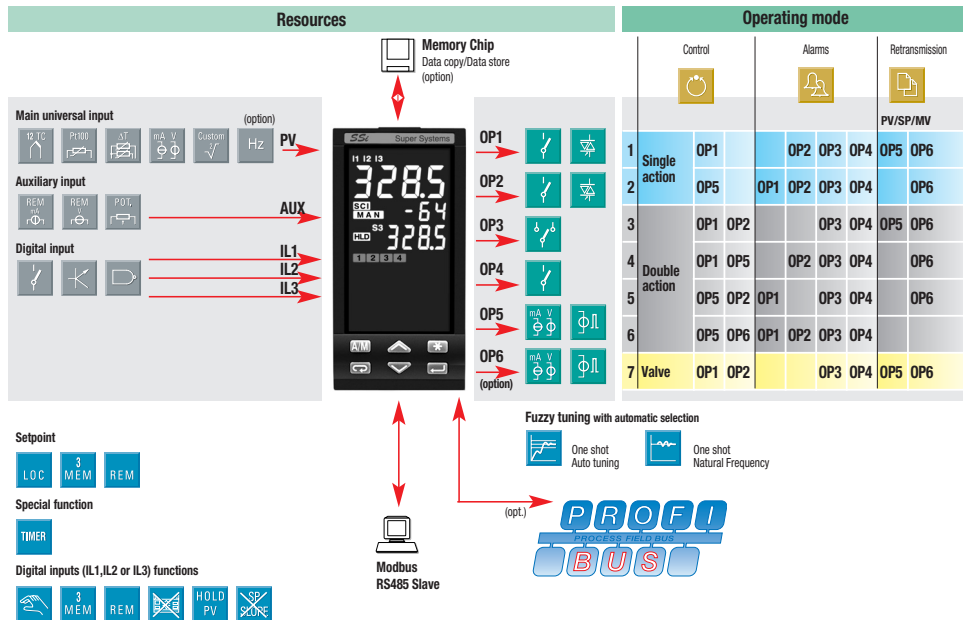 Resources
Operating mode
Memory Chip
Data copy/Data store
(option)
Control
Alarms
Retransmission
PV/SP/MV
Main universal input
(option)
12 TC
Pt100
ΔT
mA V
Custom
Hz
PV
Auxiliary input
REM
mA
REM
V
POT.
AUX
Digital input
IL1
IL2
IL3
SSi Super Systems
I1 I2 I3
328.5
SCI
MAN
-64
S3
HLD
328.5
1 2 3 4
A/M
OP1
OP2
OP3
OP4
OP5
mA V
OP6
(option)
mA V
1 Single action OP1 OP2 OP3 OP4 OP5 OP6
2 OP5 OP1 OP2 OP3 OP4 OP6
3 OP1 OP2 OP3 OP4 OP5 OP6
4 Double action OP1 OP5 OP2 OP3 OP4 OP6
5 OP5 OP2 OP1 OP3 OP4 OP6
6 OP5 OP6 OP1 OP2 OP3 OP4
7 Valve OP1 OP2 OP3 OP4 OP5 OP6
Fuzzy tuning with automatic selection
One shot
Auto tuning
One shot
Natural Frequency
Setpoint
LOC
3
MEM
REM
Special function
TIMER
Digital inputs (IL1,IL2 or IL3) functions
3
MEM
REM
HOLD
PV
SP
SLOPE
Modbus
RS485 Slave
(opt.)
PROFI
PROCESS FIELD BUS
BUS